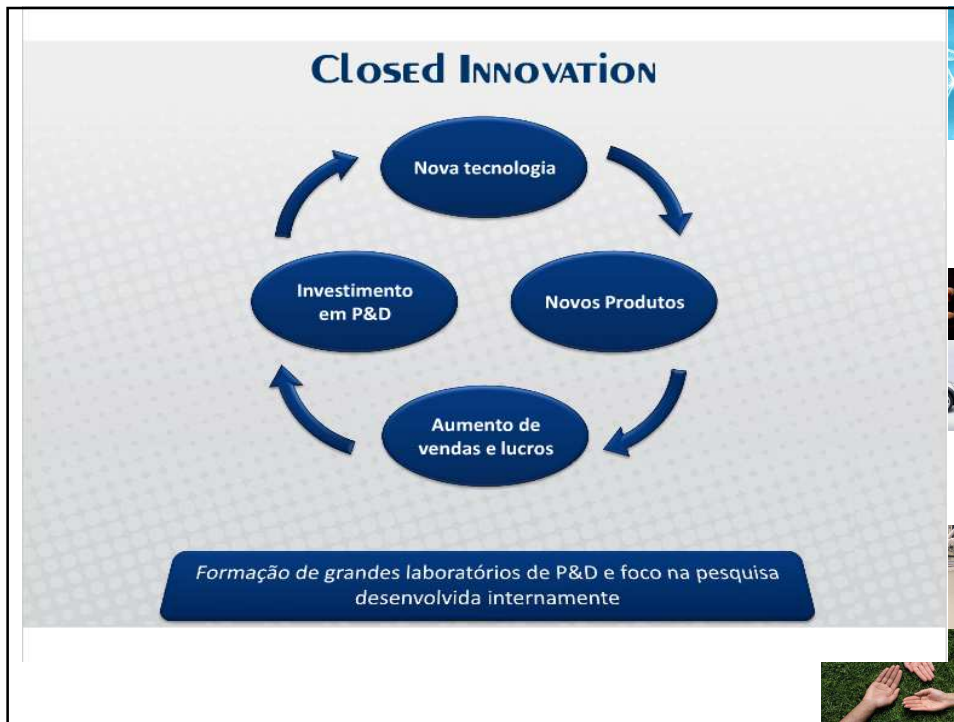 Closed Innovation
Nova tecnologia
Novos Produtos
Aumento de
vendas e lucros
Investimento
em P&D
Formação de grandes laboratórios de P&D e foco na pesquisa
desenvolvida internamente